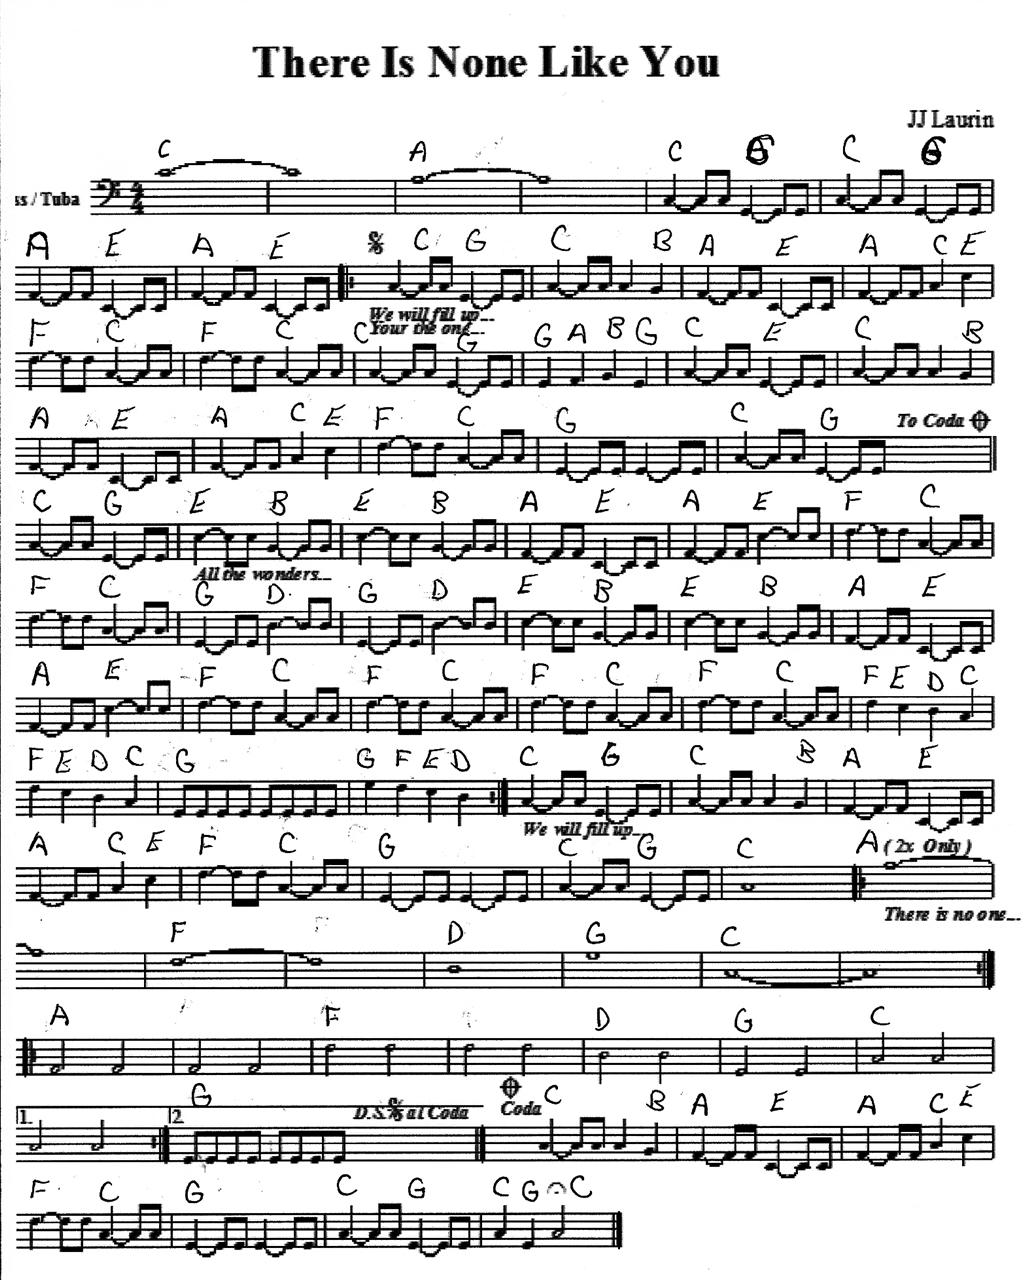 There Is None Like You
JJ Laurin
C A C G C G
ss / Tuba
A E A E C G C B A E A C E
We will fill up...
Your the one...
F C F C C G G A B G C E C B
A E A C E F C G C G To Coda
C G E B E B A E A E F C
All the wonders...
F C G D G D E B E B A E
A E F C F C F C F C F E D C
F E D C G G F E D C G C B A E
We will fill up...
A C E F C G C G C A ( 2x Only )
There is no one...
F D G C
A F D G C
1. 2. G D.S. al Coda Coda C B A E A C E
F C G C G C G C